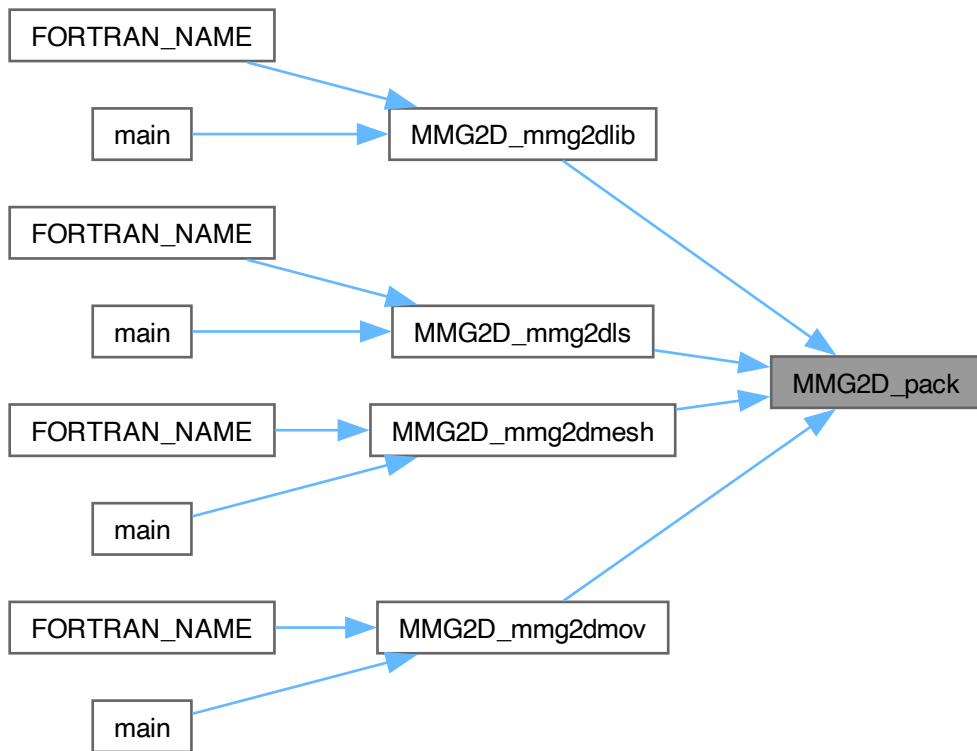 FORTRAN_NAME
main
MMG2D_mmg2dlib
FORTRAN_NAME
main
MMG2D_mmg2dls
MMG2D_pack
FORTRAN_NAME
MMG2D_mmg2dmesh
main
FORTRAN_NAME
MMG2D_mmg2dmov
main